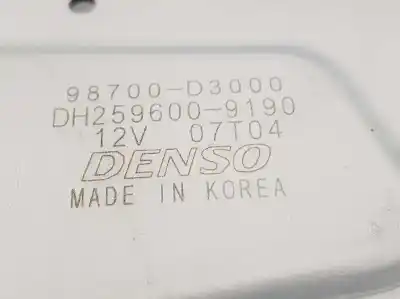 98700-D3000
DH259600-9190
12V 07T04
DENSO
MADE IN KOREA